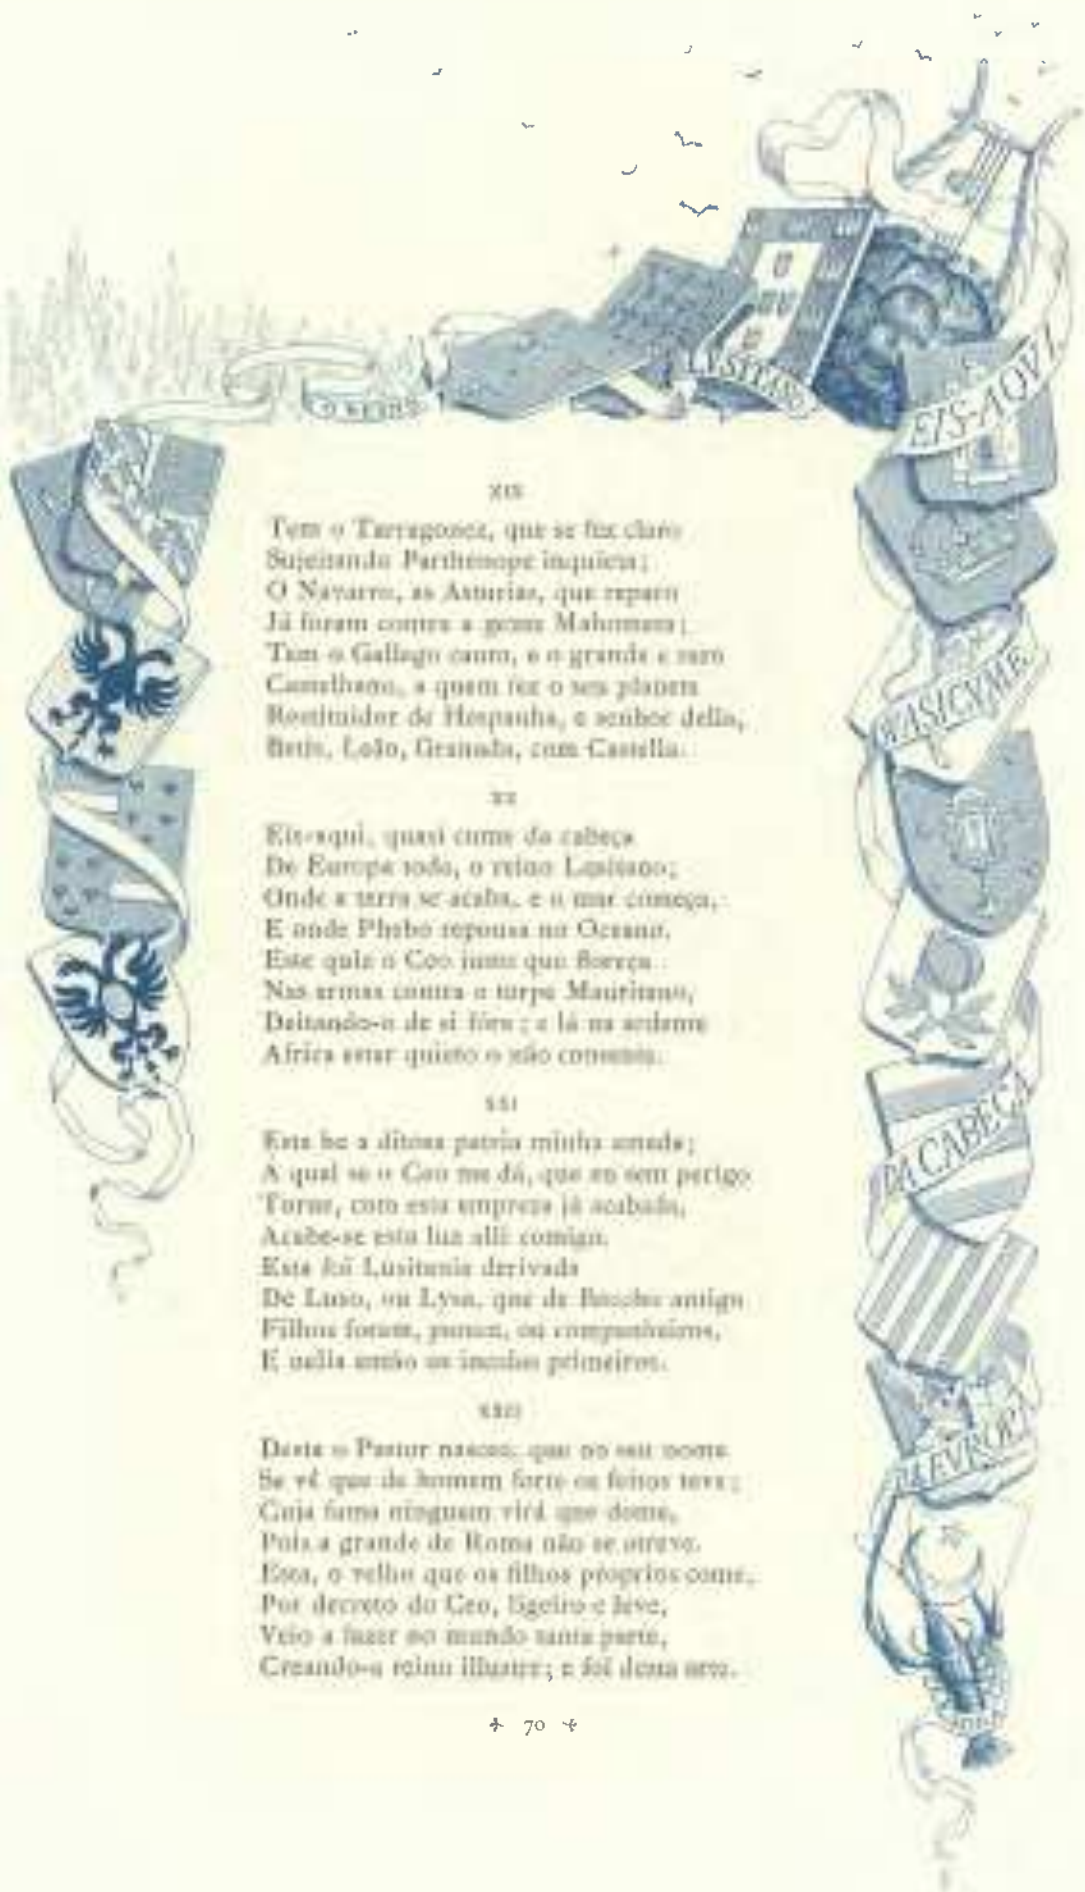 XIX
Tem o Tarragonez, que se fez claro
Sujeitando Parthenope inquieta;
O Navarro, as Asturias, que reparo
Já foram contra a gente Mahometa;
Tem o Gallego cauto, e o grande e raro
Castelhano, a quem fez o seu planeta
Restituidor de Hespanha, e senhor della,
Betis, Leão, Granada, com Castella.
XX
Eis-aqui, quasi cume da cabeça
De Europa toda, o reino Lusitano;
Onde a terra se acaba, e o mar começa,
E onde Phebo repousa no Oceano.
Este quiz o Ceo justo que floreça
Nas armas contra o torpe Mauritano,
Deitando-o de si fóra; e lá na ardente
Africa estar quieto o não consente.
XXI
Esta he a ditosa patria minha amada;
A qual se o Ceo me dá, que eu sem perigo
Torne, com esta empreza já acabada,
Acabe-se esta luz alli comigo.
Esta foi Lusitania derivada
De Luso, ou Lysa, que de Baccho antigo
Filhos foram, parece, ou companheiros,
E nella então os incolas primeiros.
XXII
Desta o Pastor nasceo, que no seu nome
Se vê que de homem forte os feitos teve;
Cuja fama ninguem virá que dome,
Pois a grande de Roma não se atreve.
Esta, o velho que os filhos proprios come,
Por decreto do Ceo, ligeiro e leve,
Veio a fazer no mundo tanta parte,
Creando-a reino illustre; e foi desta arte.
70
O REINO
LVSITANO
EIS-AQVI
QVASI CVME
DA CABEÇA
DA EVROPA